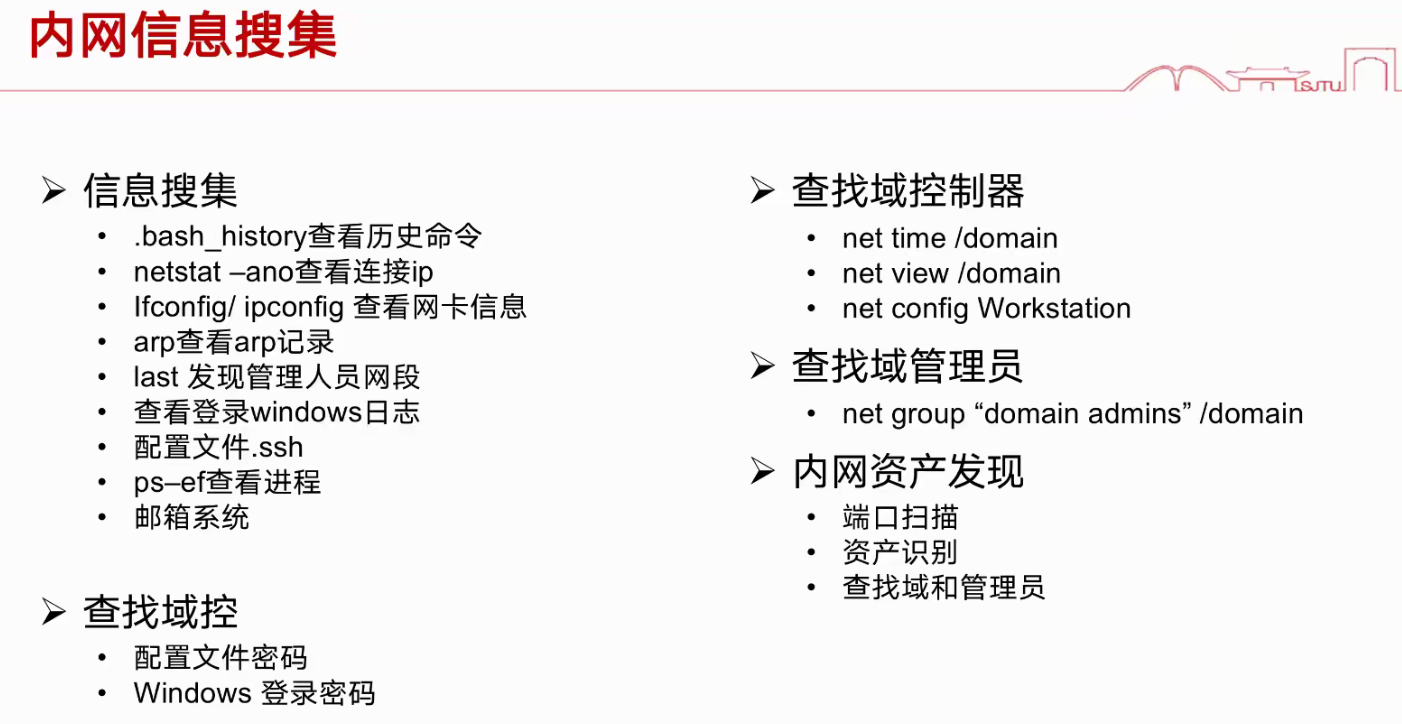 内网信息搜集
SJTU
信息搜集
.bash_history查看历史命令
netstat –ano查看连接ip
Ifconfig/ ipconfig 查看网卡信息
arp查看arp记录
last 发现管理人员网段
查看登录windows日志
配置文件.ssh
ps–ef查看进程
邮箱系统
查找域控
配置文件密码
Windows 登录密码
查找域控制器
net time /domain
net view /domain
net config Workstation
查找域管理员
net group “domain admins” /domain
内网资产发现
端口扫描
资产识别
查找域和管理员